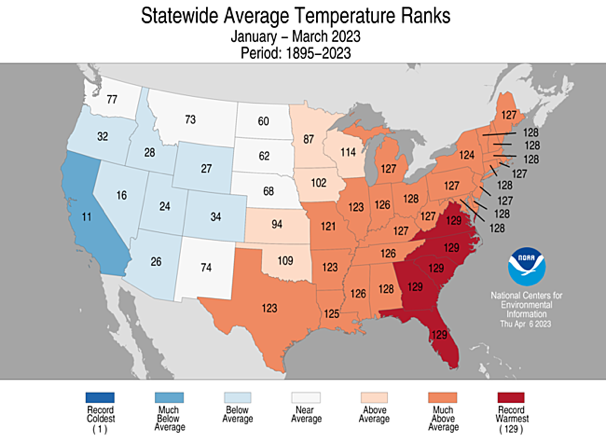 Statewide Average Temperature Ranks
January – March 2023
Period: 1895–2023
77
73
60
87
127
32
28
62
114
124
128
128
128
127
27
68
102
127
127
128
127
128
128
11
16
24
34
94
121
123
126
128
127
129
127
26
74
109
123
126
129
123
125
126
128
129
129
129
NOAA
National Centers for
Environmental
Information
Thu Apr 6 2023
Record
Coldest
(1)
Much
Below
Average
Below
Average
Near
Average
Above
Average
Much
Above
Average
Record
Warmest
(129)